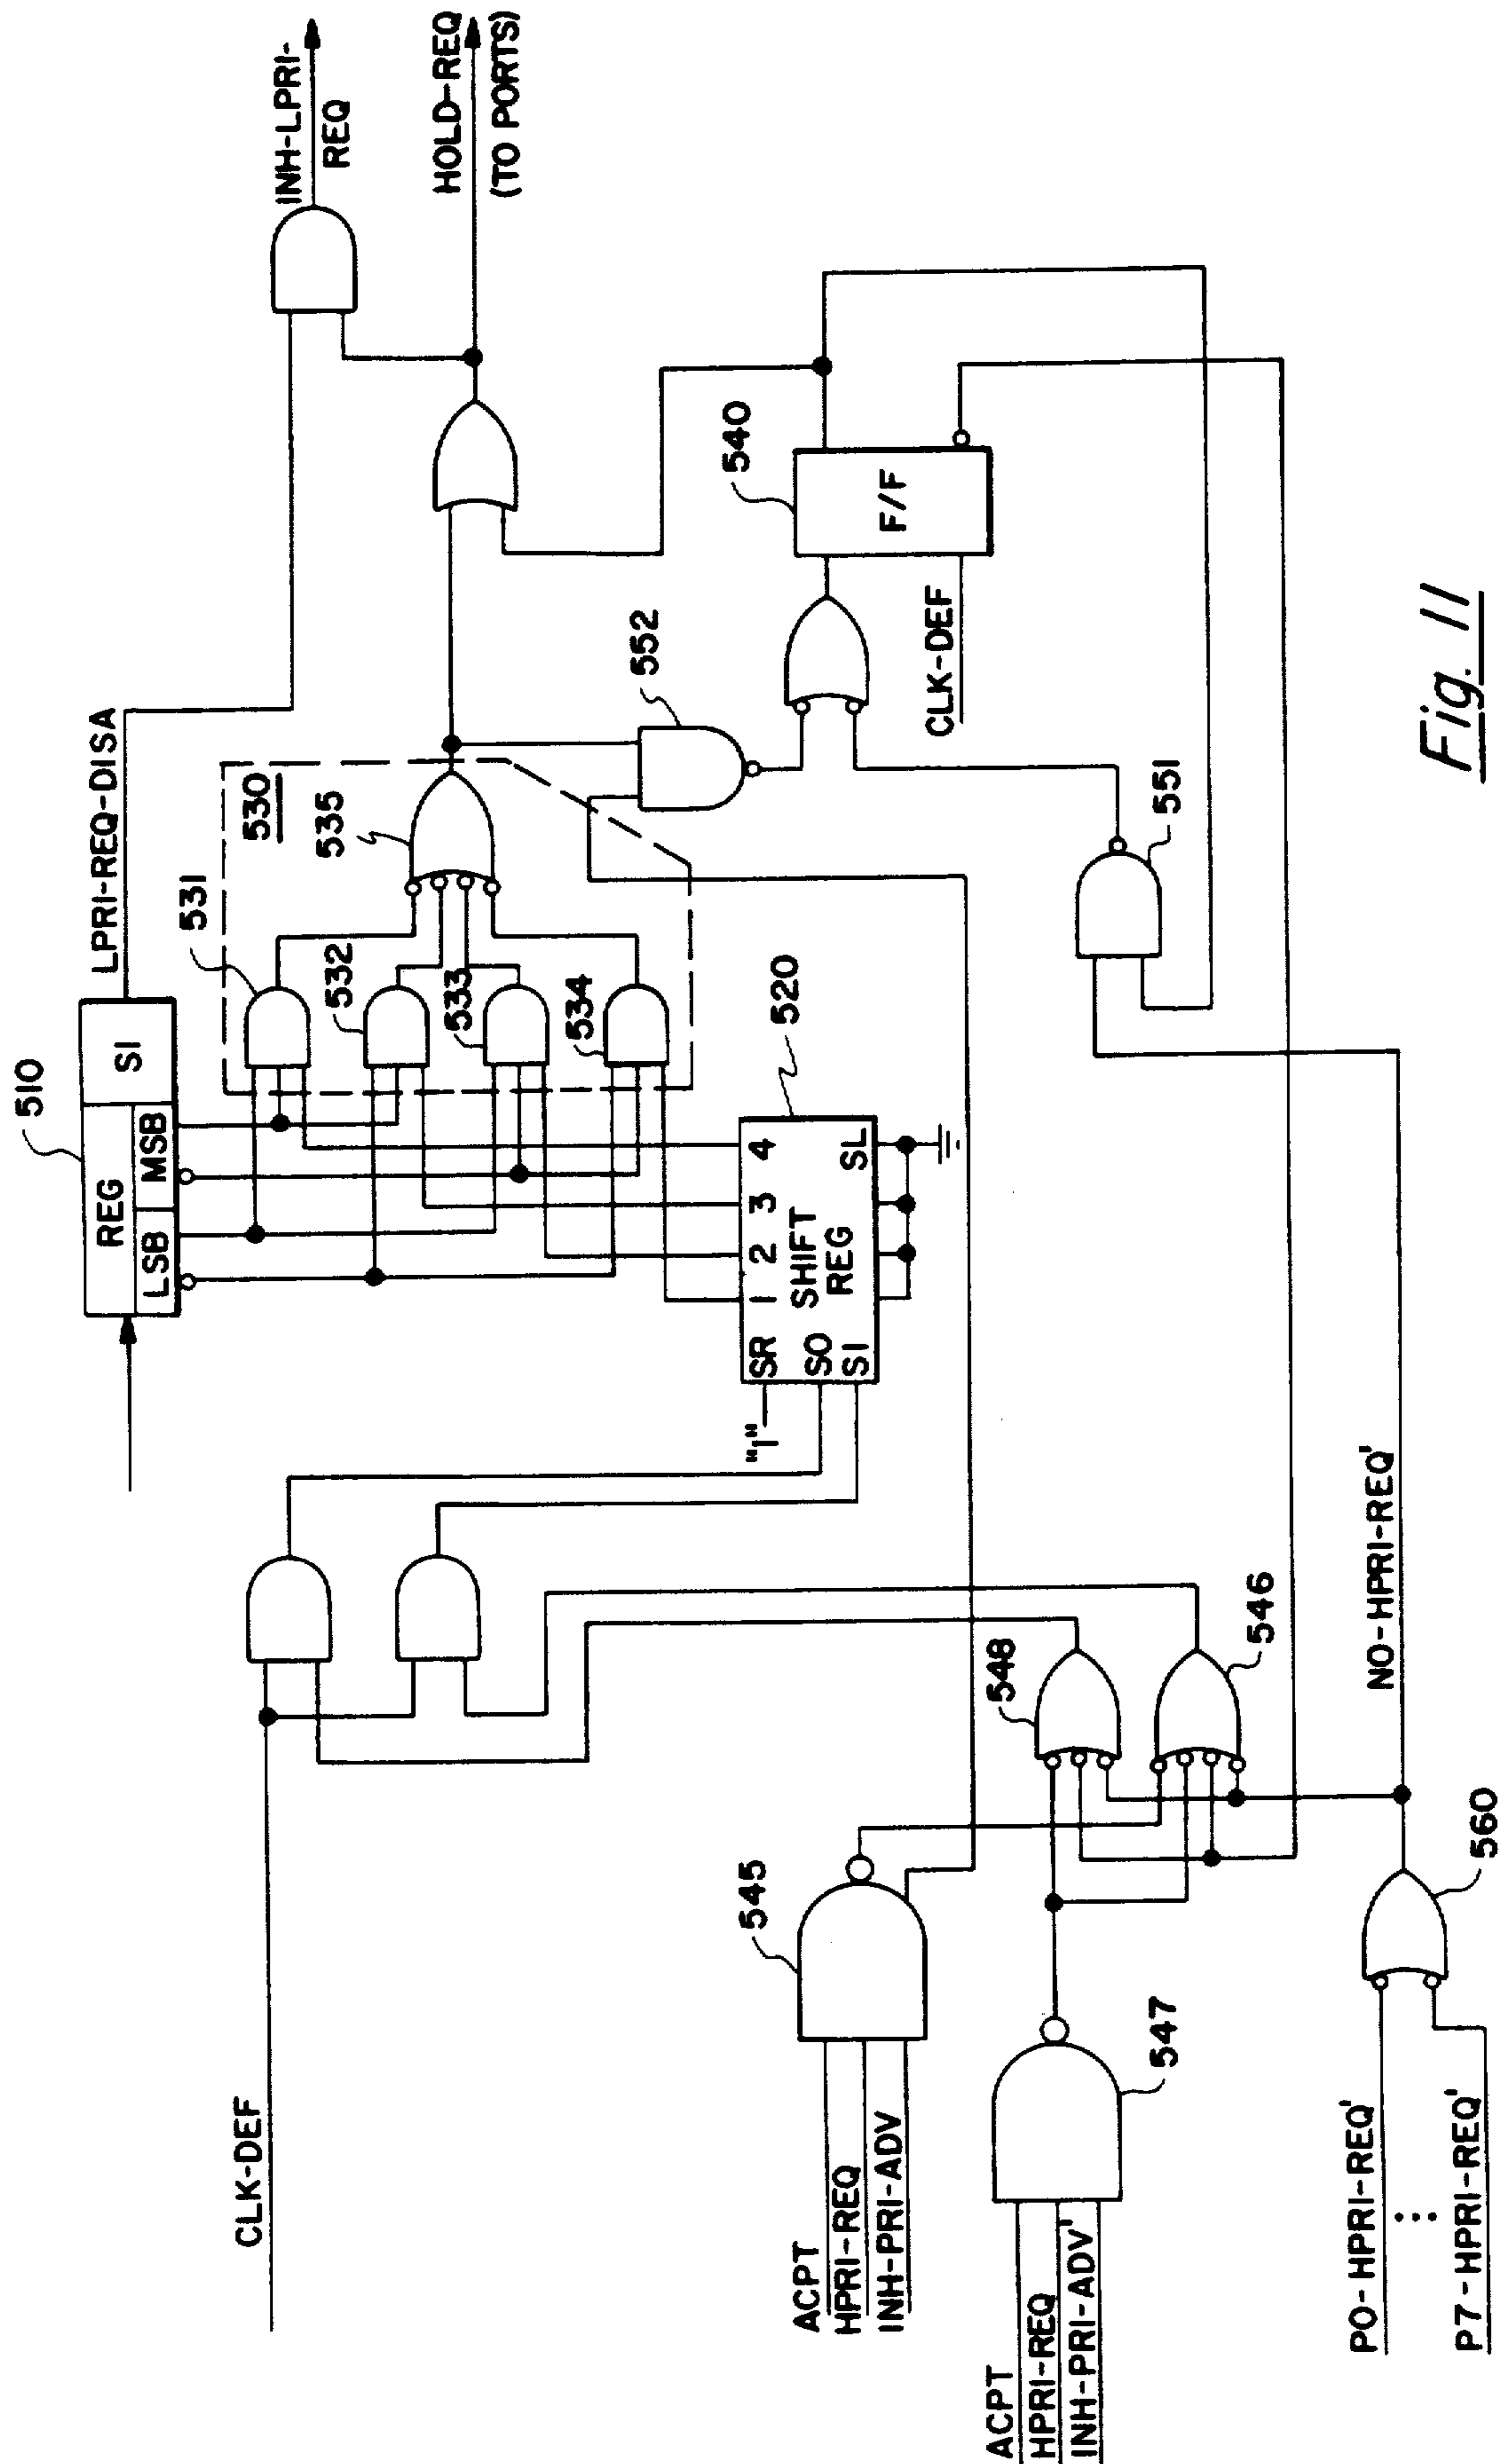 INH-LPRI-
REQ
HOLD-REQ
(TO PORTS)
LPRI-REQ-DISA
510
REG
LSB
MSB
SI
531
532
533
534
530
535
552
540
F/F
CLK-DEF
551
520
1 2 3 4
SHIFT
REG
SR
SO
SI
SL
"1"
CLK-DEF
548
546
NO-HPRI-REQ'
545
ACPT
HPRI-REQ
INH-PRI-ADV
547
ACPT
HPRI-REQ
INH-PRI-ADV'
560
P0-HPRI-REQ'
P7-HPRI-REQ'
Fig. 11